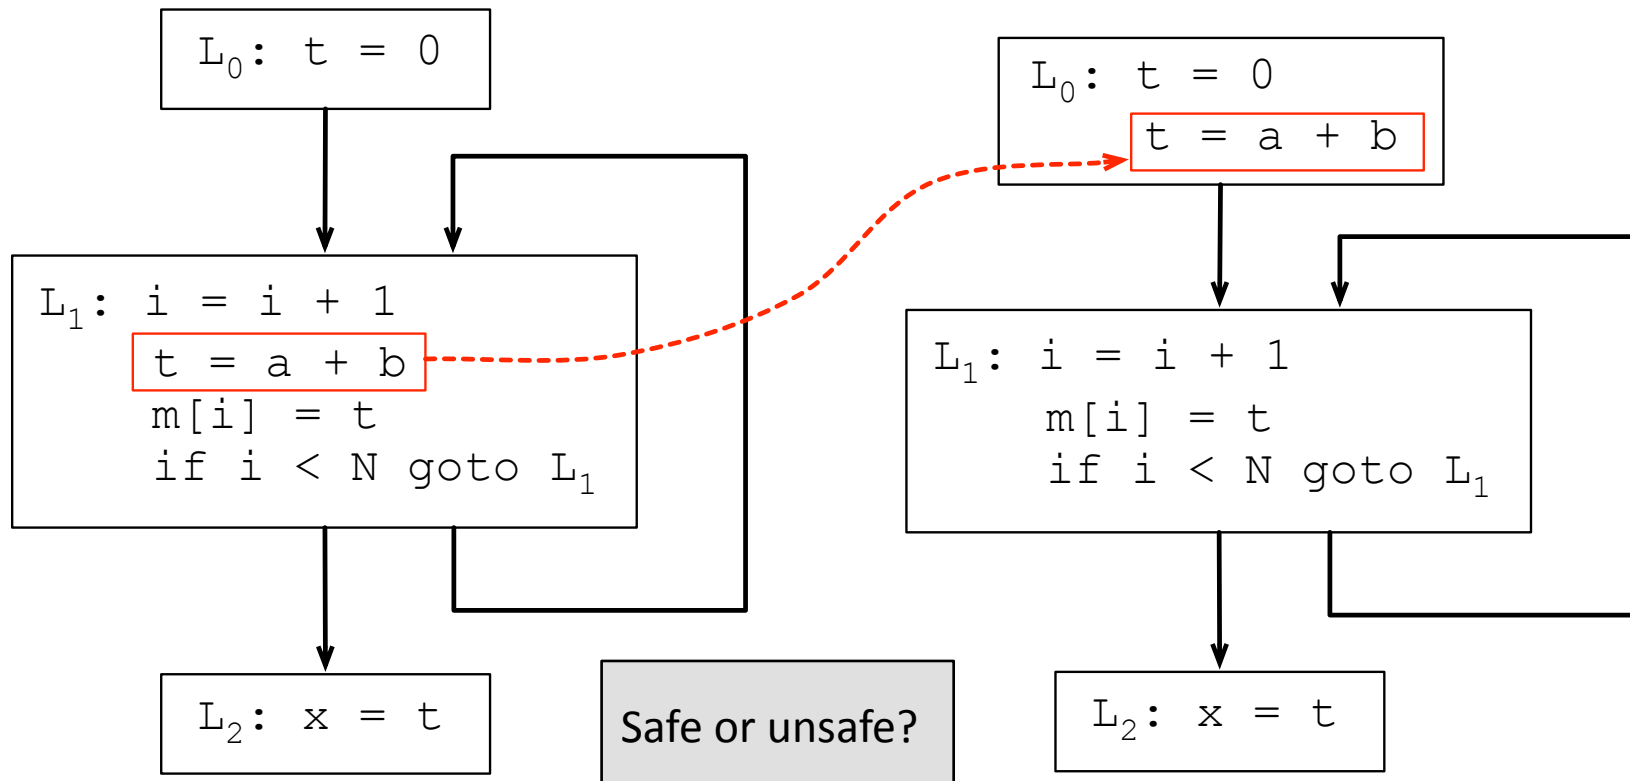 L₀: t = 0
L₁: i = i + 1
t = a + b
m[i] = t
if i < N goto L₁
L₂: x = t
L₀: t = 0
t = a + b
L₁: i = i + 1
m[i] = t
if i < N goto L₁
L₂: x = t
Safe or unsafe?